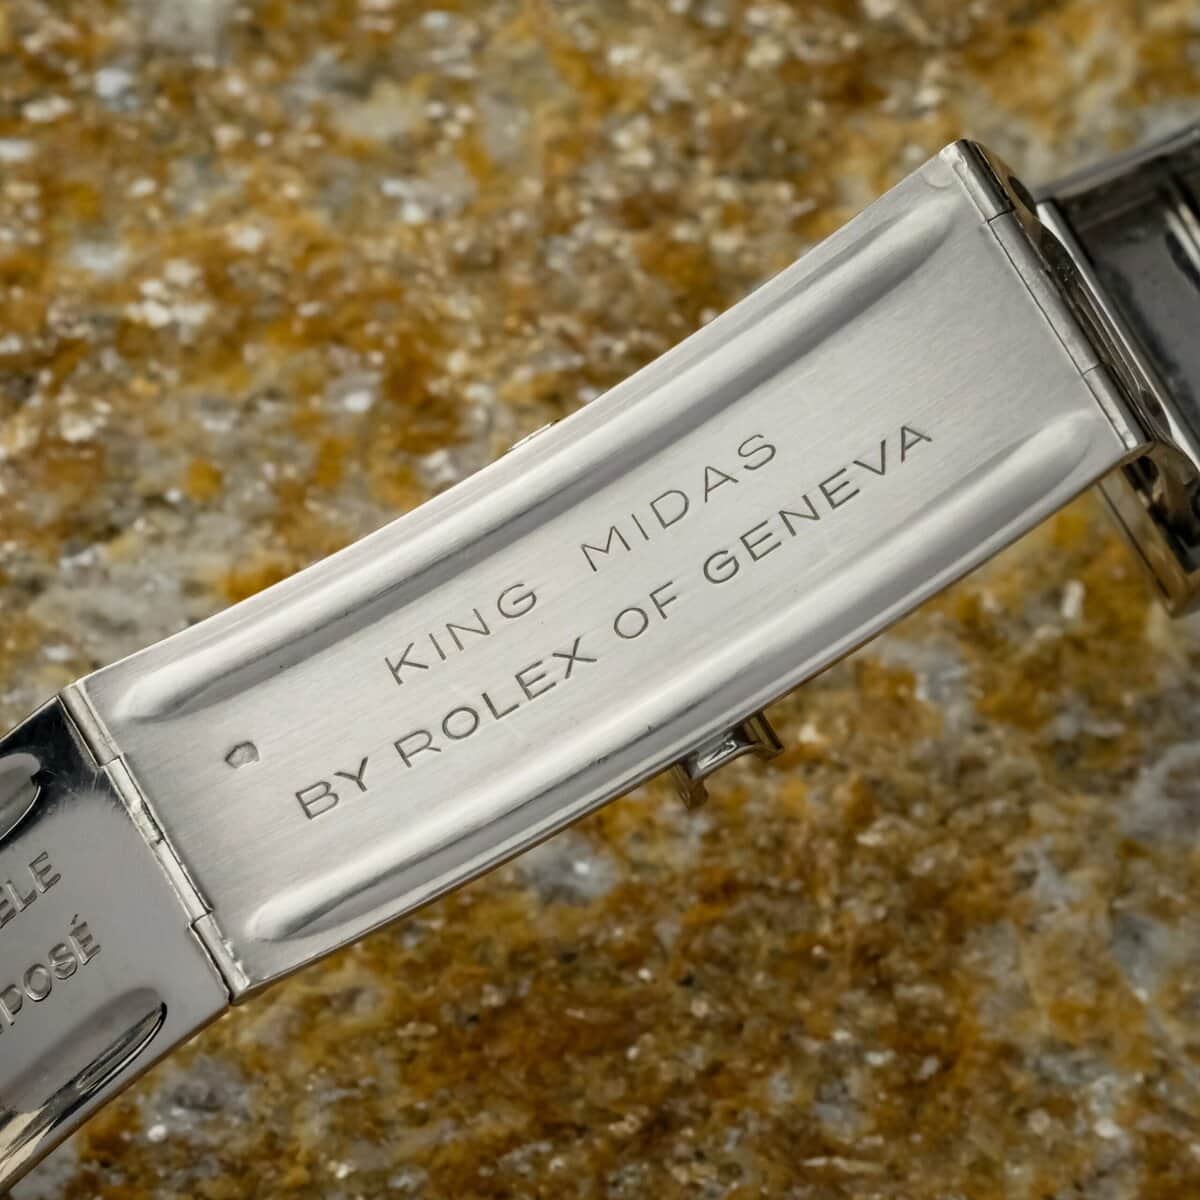 KING MIDAS
BY ROLEX OF GENEVA